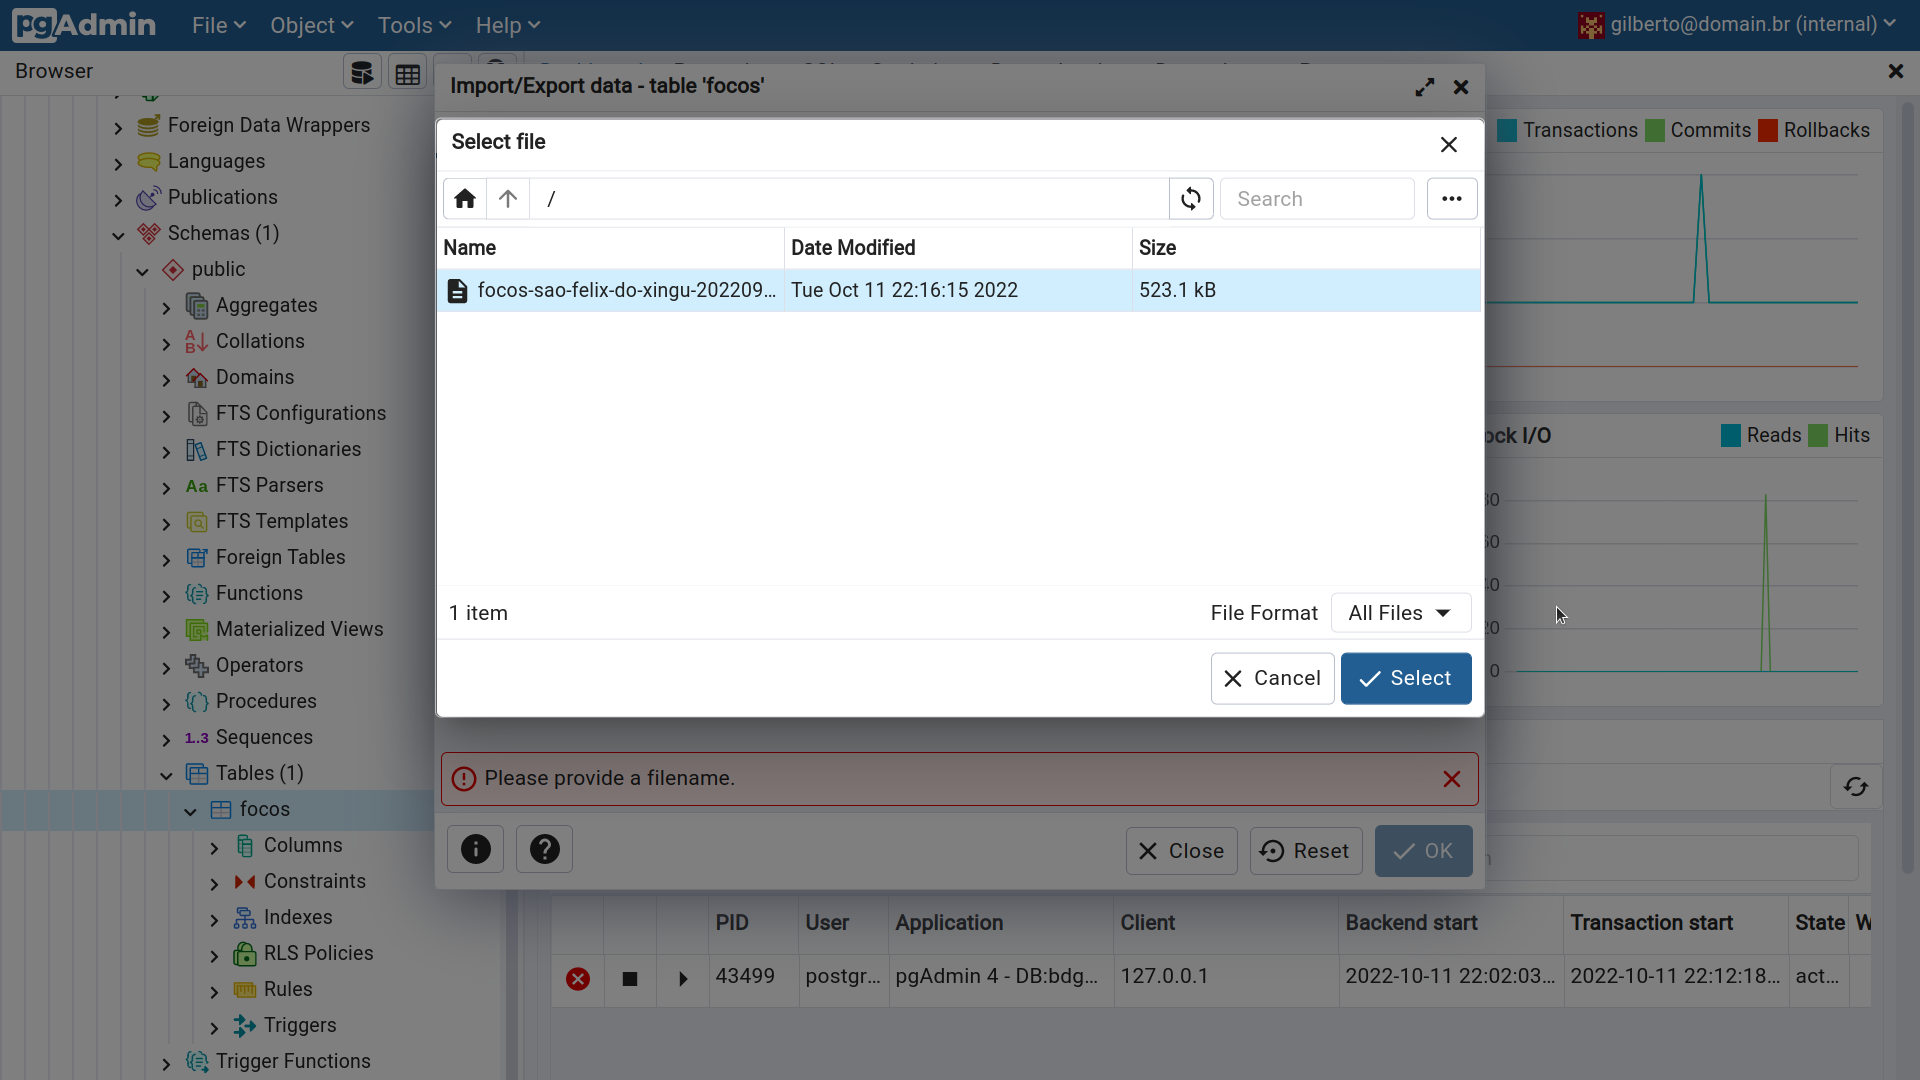 pgAdmin File Object Tools Help gilberto@domain.br (internal)
Browser
Import/Export data - table 'focos'
Foreign Data Wrappers
Languages
Publications
Schemas (1)
public
Aggregates
Collations
Domains
FTS Configurations
FTS Dictionaries
Aa FTS Parsers
FTS Templates
Foreign Tables
Functions
Materialized Views
Operators
Procedures
1..3 Sequences
Tables (1)
focos
Columns
Constraints
Indexes
RLS Policies
Rules
Triggers
Trigger Functions
Select file
/
Search
Name Date Modified Size
focos-sao-felix-do-xingu-202209... Tue Oct 11 22:16:15 2022 523.1 kB
1 item File Format All Files
Cancel Select
Please provide a filename.
Close Reset OK
Transactions Commits Rollbacks
I/O Reads Hits
20
0
PID User Application Client Backend start Transaction start State
43499 postgr... pgAdmin 4 - DB:bdg... 127.0.0.1 2022-10-11 22:02:03... 2022-10-11 22:12:18... act...